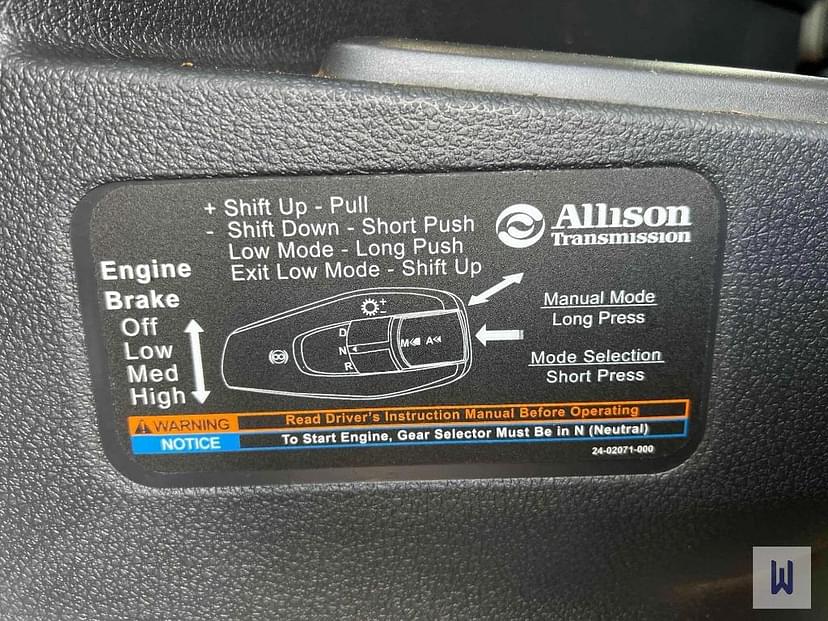 + Shift Up - Pull
- Shift Down - Short Push
Low Mode - Long Push
Exit Low Mode - Shift Up
Allison
Transmission
Engine
Brake
Off
Low
Med
High
D
N
R
M
A
Manual Mode
Long Press
Mode Selection
Short Press
WARNING Read Driver's Instruction Manual Before Operating
NOTICE To Start Engine, Gear Selector Must Be in N (Neutral)
24-02071-000
W